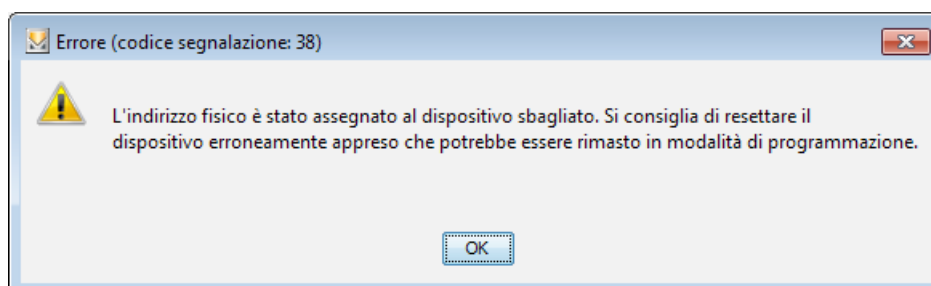 Errore (codice segnalazione: 38)
L'indirizzo fisico è stato assegnato al dispositivo sbagliato. Si consiglia di resettare il
dispositivo erroneamente appreso che potrebbe essere rimasto in modalità di programmazione.
OK